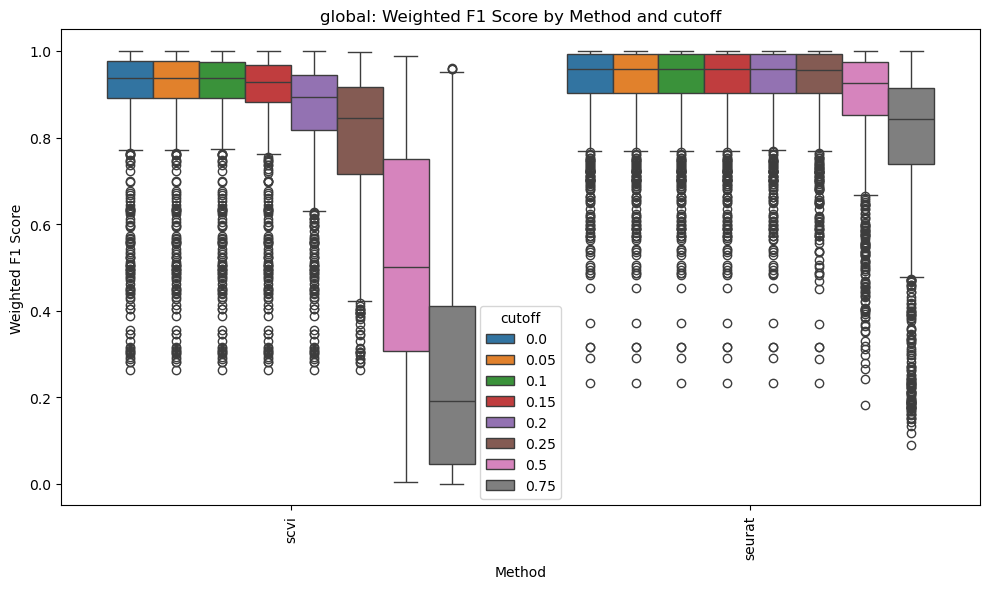 global: Weighted F1 Score by Method and cutoff
Weighted F1 Score
1.0
0.8
0.6
0.4
0.2
0.0
cutoff
0.0
0.05
0.1
0.15
0.2
0.25
0.5
0.75
scvi
seurat
Method